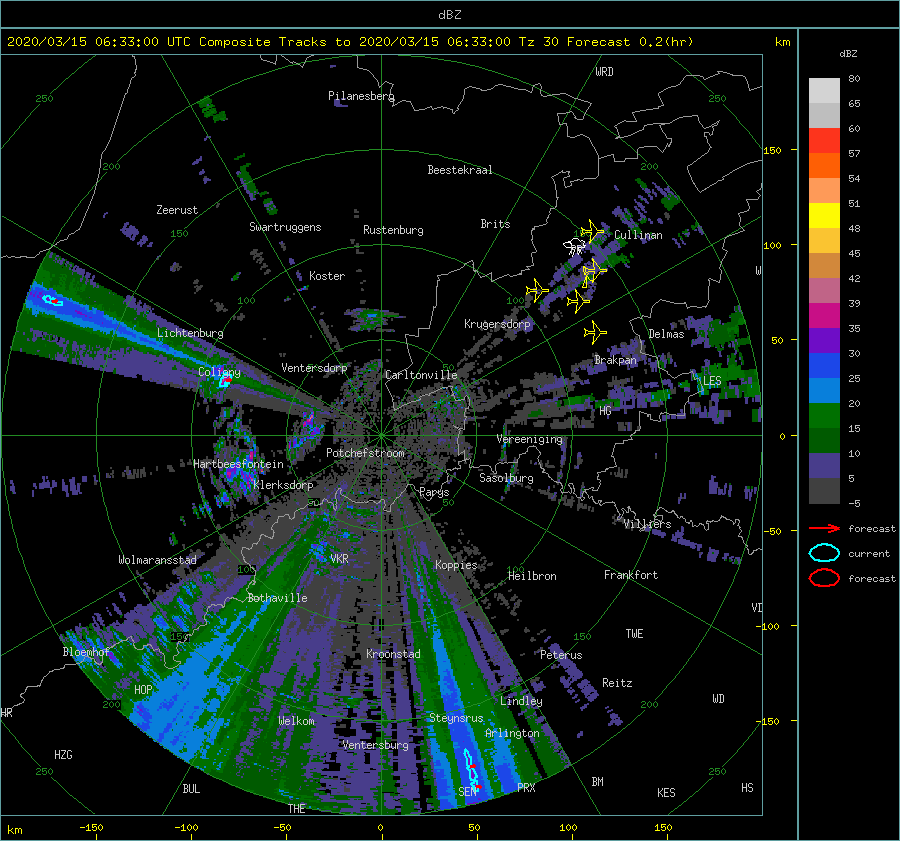 dBZ
2020/03/15 06:33:00 UTC Composite Tracks to 2020/03/15 06:33:00 Tz 30 Forecast 0.2(hr)
km
dBZ
WRD
80
Pilanesberg
250
250
65
60
150
57
200
200
Beestekraal
54
Zeerust
51
Swartruggens
Rustenburg
Brits
150
Cullinan
48
100
45
Koster
42
100
100
39
Krugersdorp
36
Lichtenburg
Delmas
50
30
Coligny
Ventersdorp
Carltonville
Brakpan
25
50
LES
20
HG
15
Vereeniging
0
10
Potchefstroom
Hartbeesfontein
Klerksdorp
Sasolburg
5
Parys
50
50
-5
Villiers
forecast
-50
Wolmaransstad
VKR
Koppies
current
100
100
Heilbron
Frankfort
forecast
Bothaville
VD
-100
150
150
TWE
Bloemhof
Kroonstad
Peterus
HOP
Reitz
200
Lindley
200
WD
HR
Welkom
Steynsrus
-150
Arlington
HZG
Ventersburg
250
250
BUL
SEN
PRX
BM
KES
HS
THE
km
-150
-100
-50
0
50
100
150